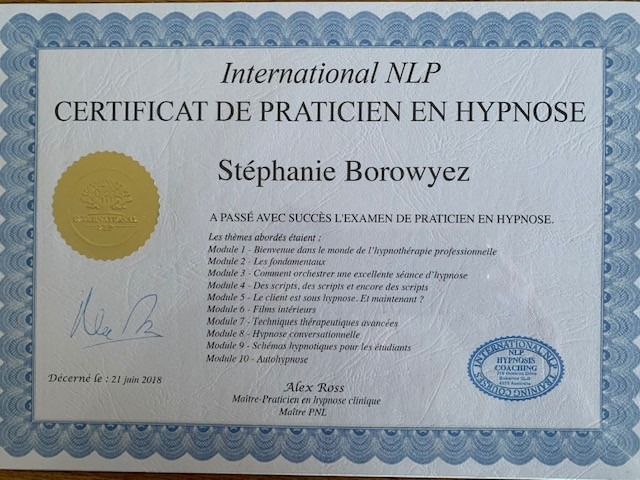 International NLP
CERTIFICAT DE PRATICIEN EN HYPNOSE
Stéphanie Borowyez
A PASSÉ AVEC SUCCÈS L'EXAMEN DE PRATICIEN EN HYPNOSE.
Les thèmes abordés étaient :
Module 1 - Bienvenue dans le monde de l'hypnothérapie professionnelle
Module 2 - Les fondamentaux
Module 3 - Comment orchestrer une excellente séance d'hypnose
Module 4 - Des scripts, des scripts et encore des scripts
Module 5 - Le client est sous hypnose. Et maintenant ?
Module 6 - Films intérieurs
Module 7 - Techniques thérapeutiques avancées
Module 8 - Hypnose conversationnelle
Module 9 - Schémas hypnotiques pour les étudiants
Module 10 - Autohypnose
INTERNATIONAL
NLP
Décerné le : 21 juin 2018
Alex Ross
Maître-Praticien en hypnose clinique
Maître PNL
INTERNATIONAL NLP
TRAINING COURSES
NLP
HYPNOSIS
COACHING